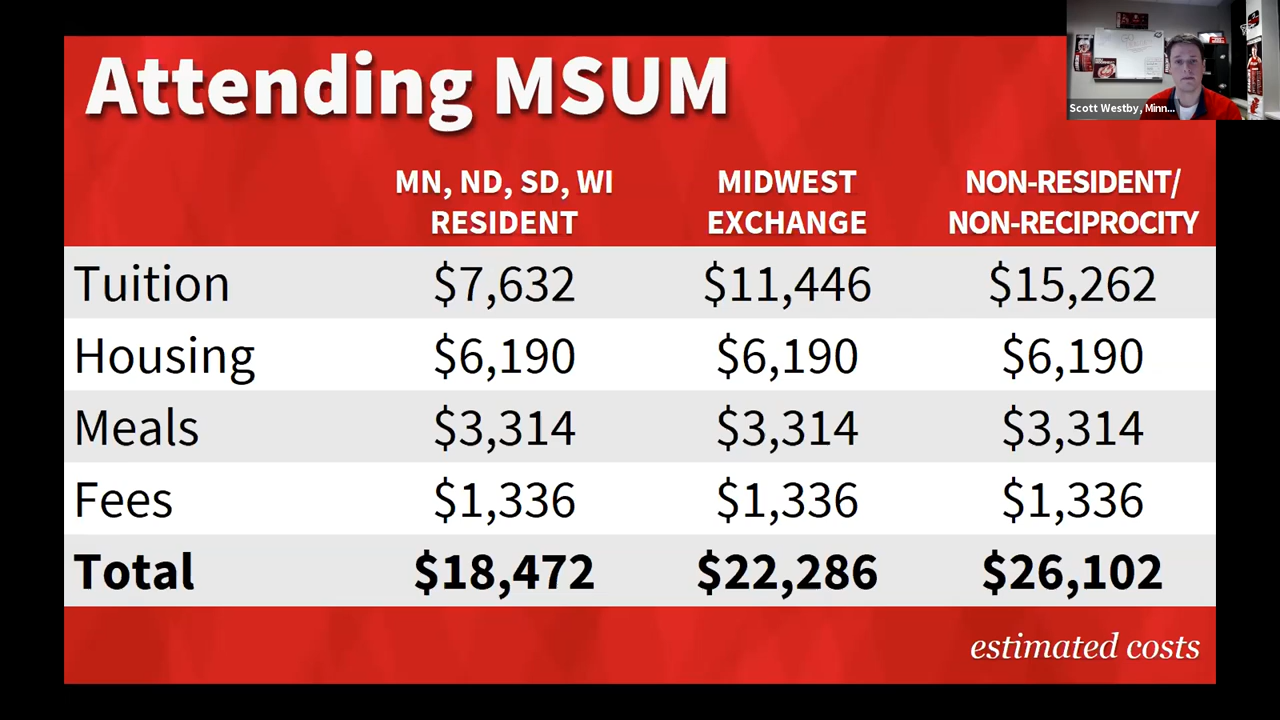 Attending MSUM
Scott Westby, Minn...
MN, ND, SD, WI MIDWEST NON-RESIDENT/
RESIDENT EXCHANGE NON-RECIPROCITY
Tuition $7,632 $11,446 $15,262
Housing $6,190 $6,190 $6,190
Meals $3,314 $3,314 $3,314
Fees $1,336 $1,336 $1,336
Total $18,472 $22,286 $26,102
estimated costs